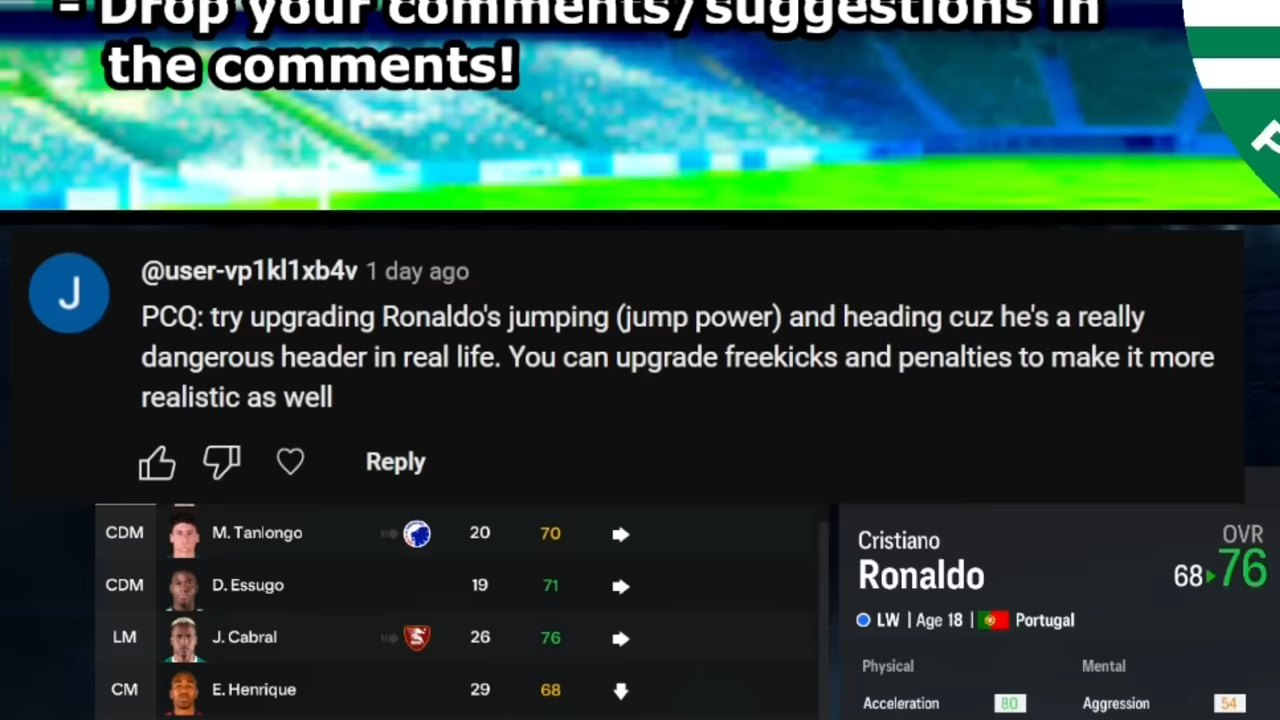 - Drop your comments/suggestions in
the comments!
J
@user-vp1kl1xb4v 1 day ago
PCQ: try upgrading Ronaldo's jumping (jump power) and heading cuz he's a really
dangerous header in real life. You can upgrade freekicks and penalties to make it more
realistic as well
Reply
CDM M. Tanlongo 20 70
CDM D. Essugo 19 71
LM J. Cabral 26 76
CM E. Henrique 29 68
Cristiano OVR
Ronaldo 68 76
LW | Age 18 | Portugal
Physical Mental
Acceleration 80 Aggression 54